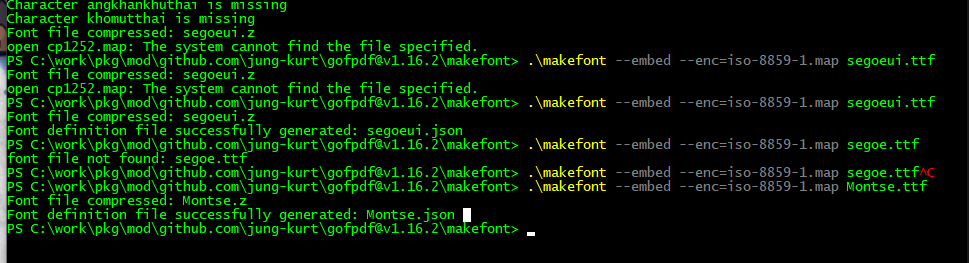 Character angkhankhuthai is missing
Character khomutthai is missing
Font file compressed: segoeui.z
open cp1252.map: The system cannot find the file specified.
PS C:\work\pkg\mod\github.com\jung-kurt\gofpdf@v1.16.2\makefont> .\makefont --embed --enc=iso-8859-1.map segoeui.ttf
Font file compressed: segoeui.z
open cp1252.map: The system cannot find the file specified.
PS C:\work\pkg\mod\github.com\jung-kurt\gofpdf@v1.16.2\makefont> .\makefont --embed --enc=iso-8859-1.map segoeui.ttf
Font file compressed: segoeui.z
Font definition file successfully generated: segoeui.json
PS C:\work\pkg\mod\github.com\jung-kurt\gofpdf@v1.16.2\makefont> .\makefont --embed --enc=iso-8859-1.map segoe.ttf
font file not found: segoe.ttf
PS C:\work\pkg\mod\github.com\jung-kurt\gofpdf@v1.16.2\makefont> .\makefont --embed --enc=iso-8859-1.map segoe.ttf^C
PS C:\work\pkg\mod\github.com\jung-kurt\gofpdf@v1.16.2\makefont> .\makefont --embed --enc=iso-8859-1.map Montse.ttf
Font file compressed: Montse.z
Font definition file successfully generated: Montse.json
PS C:\work\pkg\mod\github.com\jung-kurt\gofpdf@v1.16.2\makefont>